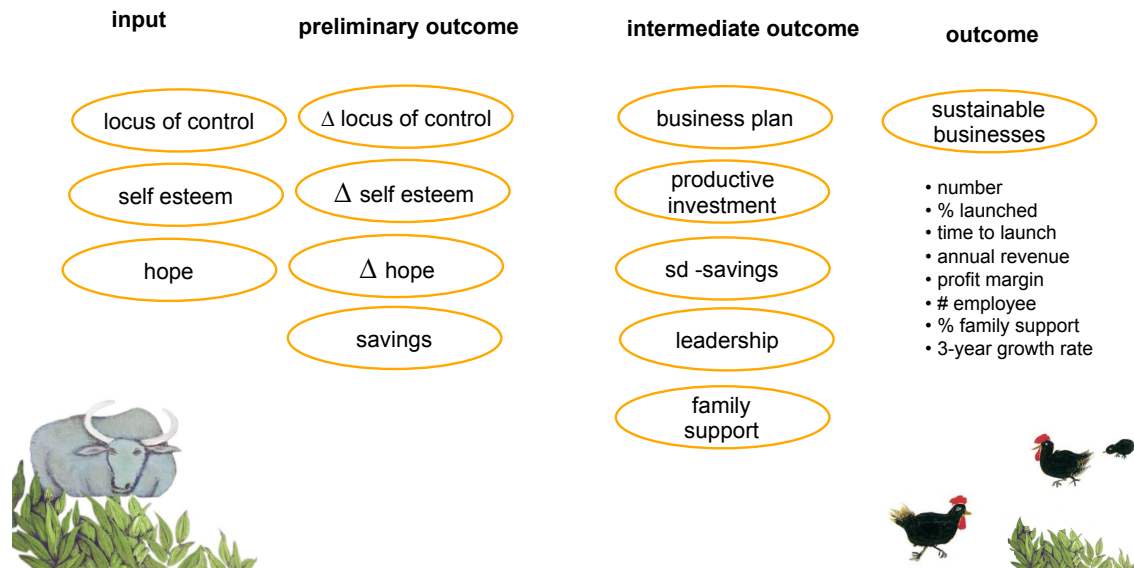 input
preliminary outcome
intermediate outcome
outcome
locus of control
self esteem
hope
Δ locus of control
Δ self esteem
Δ hope
savings
business plan
productive
investment
sd -savings
leadership
family
support
sustainable
businesses
• number
• % launched
• time to launch
• annual revenue
• profit margin
• # employee
• % family support
• 3-year growth rate